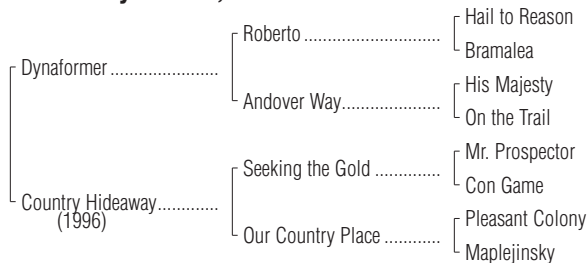 Hail to Reason
Roberto ................................
Bramalea
Dynaformer .........................
His Majesty
Andover Way.......................
On the Trail
Mr. Prospector
Seeking the Gold ...............
Con Game
Country Hideaway..............
(1996)
Pleasant Colony
Our Country Place .............
Maplejinsky